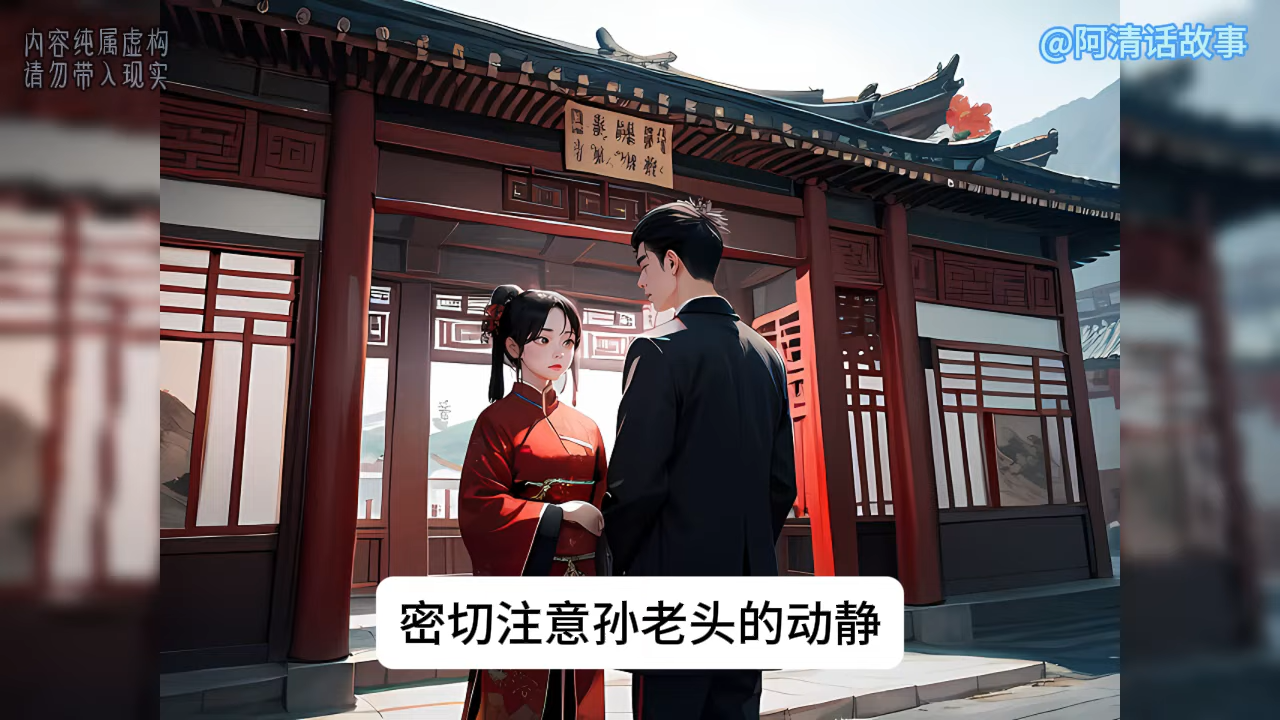 内容纯属虚构
请勿带入现实
@阿清话故事
密切注意孙老头的动静